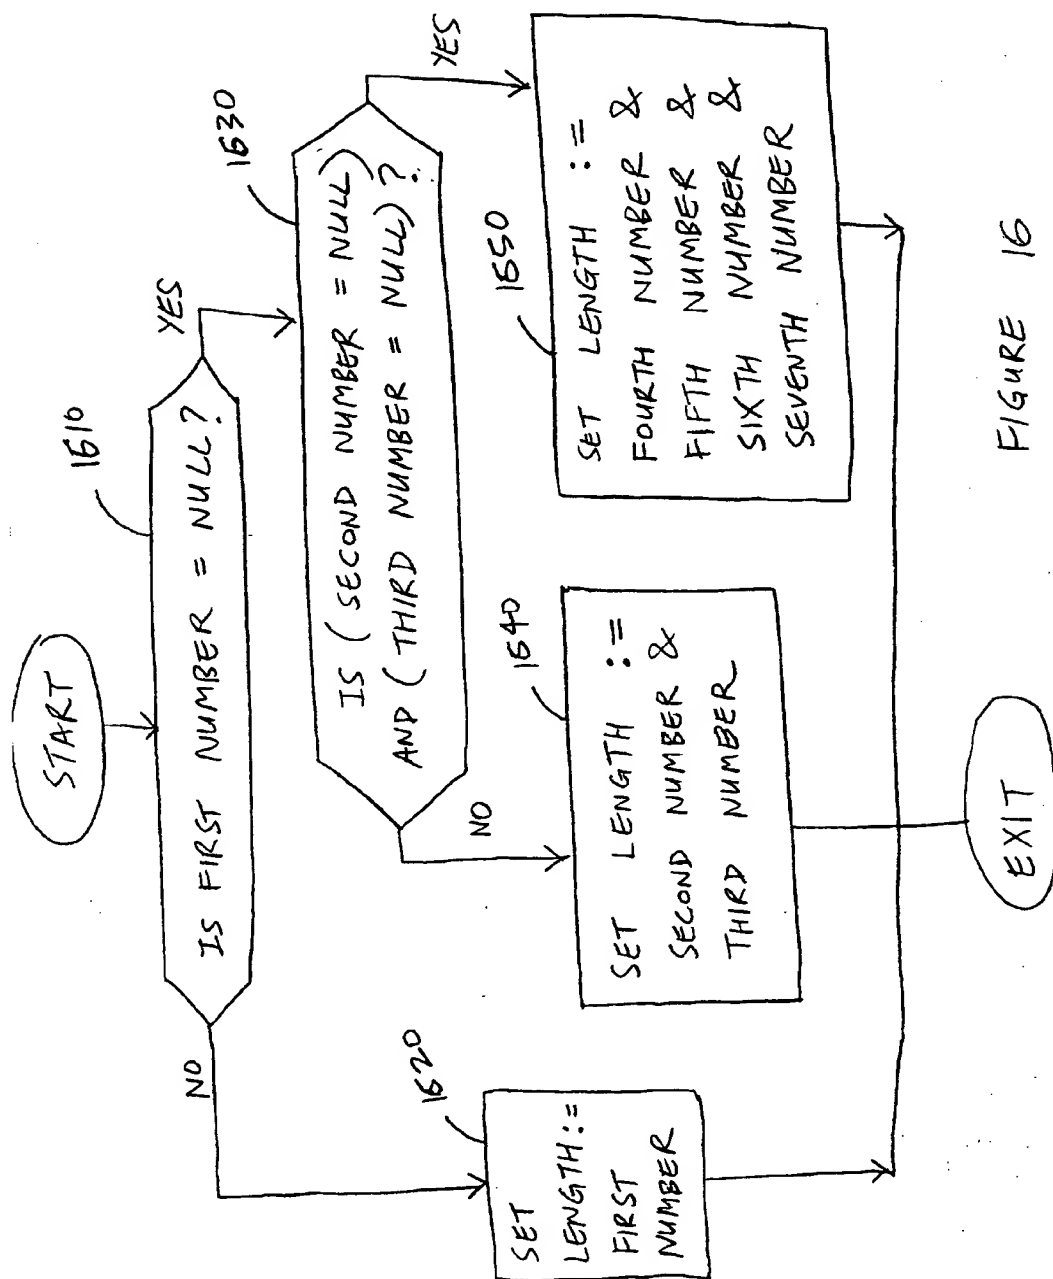 START
1610
IS FIRST NUMBER = NULL?
NO
YES
1630
IS (SECOND NUMBER = NULL)
AND (THIRD NUMBER = NULL)?
NO
YES
1620
SET
LENGTH:=
FIRST
NUMBER
1640
SET LENGTH :=
SECOND NUMBER &
THIRD NUMBER
1650
SET LENGTH :=
FOURTH NUMBER &
FIFTH NUMBER &
SIXTH NUMBER &
SEVENTH NUMBER
EXIT
FIGURE 16